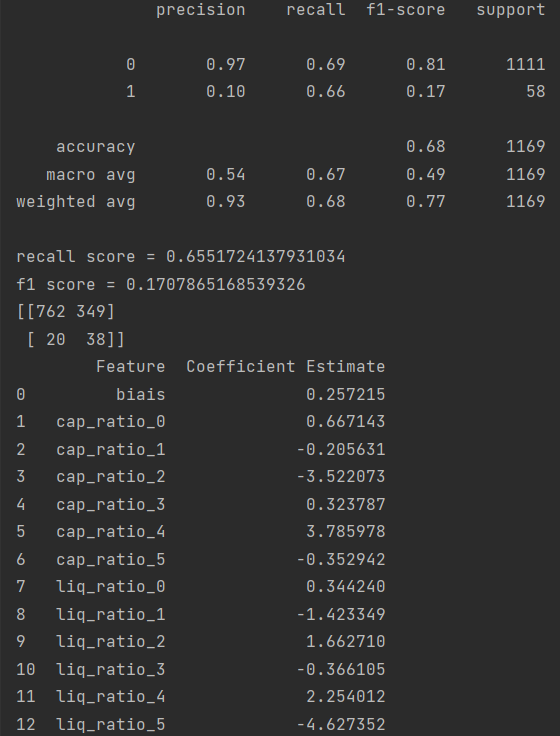 precision recall f1-score support
0 0.97 0.69 0.81 1111
1 0.10 0.66 0.17 58
accuracy 0.68 1169
macro avg 0.54 0.67 0.49 1169
weighted avg 0.93 0.68 0.77 1169
recall score = 0.6551724137931034
f1 score = 0.1707865168539326
[[762 349]
[ 20 38]]
Feature Coefficient Estimate
0 biais 0.257215
1 cap_ratio_0 0.667143
2 cap_ratio_1 -0.205631
3 cap_ratio_2 -3.522073
4 cap_ratio_3 0.323787
5 cap_ratio_4 3.785978
6 cap_ratio_5 -0.352942
7 liq_ratio_0 0.344240
8 liq_ratio_1 -1.423349
9 liq_ratio_2 1.662710
10 liq_ratio_3 -0.366105
11 liq_ratio_4 2.254012
12 liq_ratio_5 -4.627352